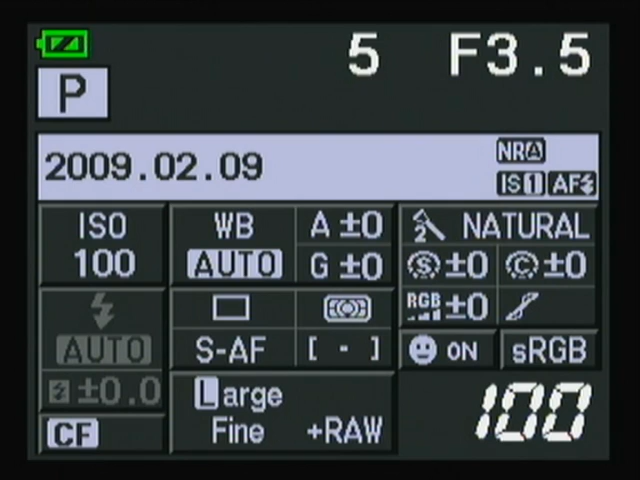 5 F3.5
P
2009.02.09
NRA
IS1 AF
ISO
100
WB
AUTO
A ±0
G ±0
2 NATURAL
S ±0 C ±0
RGB ±0
AUTO
±0.0
S-AF
[ - ]
ON
sRGB
Large
Fine +RAW
CF
100